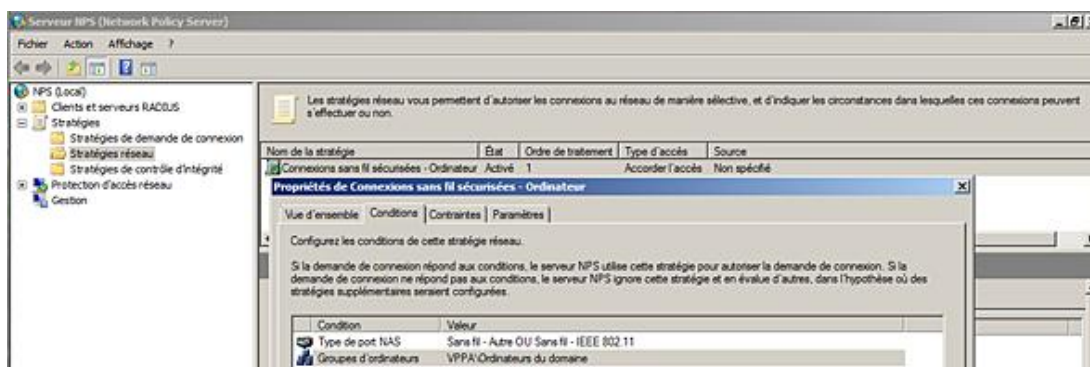 Serveur NPS (Network Policy Server)
Fichier Action Affichage ?
NPS (Local)
Clients et serveurs RADIUS
Stratégies
Stratégies de demande de connexion
Stratégies réseau
Stratégies de contrôle d'intégrité
Protection d'accès réseau
Gestion
Les stratégies réseau vous permettent d'autoriser les connexions au réseau de manière sélective, et d'indiquer les circonstances dans lesquelles ces connexions peuvent
s'effectuer ou non.
Nom de la stratégie État Ordre de traitement Type d'accès Source
Connexions sans fil sécurisées - Ordinateur Activé 1 Accorder l'accès Non spécifié
Propriétés de Connexions sans fil sécurisées - Ordinateur
Vue d'ensemble Conditions Contraintes Paramètres
Configurez les conditions de cette stratégie réseau.
Si la demande de connexion répond aux conditions, le serveur NPS utilise cette stratégie pour autoriser la demande de connexion. Si la
demande de connexion ne répond pas aux conditions, le serveur NPS ignore cette stratégie et en évalue d'autres, dans l'hypothèse où des
stratégies supplémentaires seraient configurées.
Condition Valeur
Type de port NAS Sans fil - Autre OU Sans fil - IEEE 802.11
Groupes d'ordinateurs VPPA\Ordinateurs du domaine